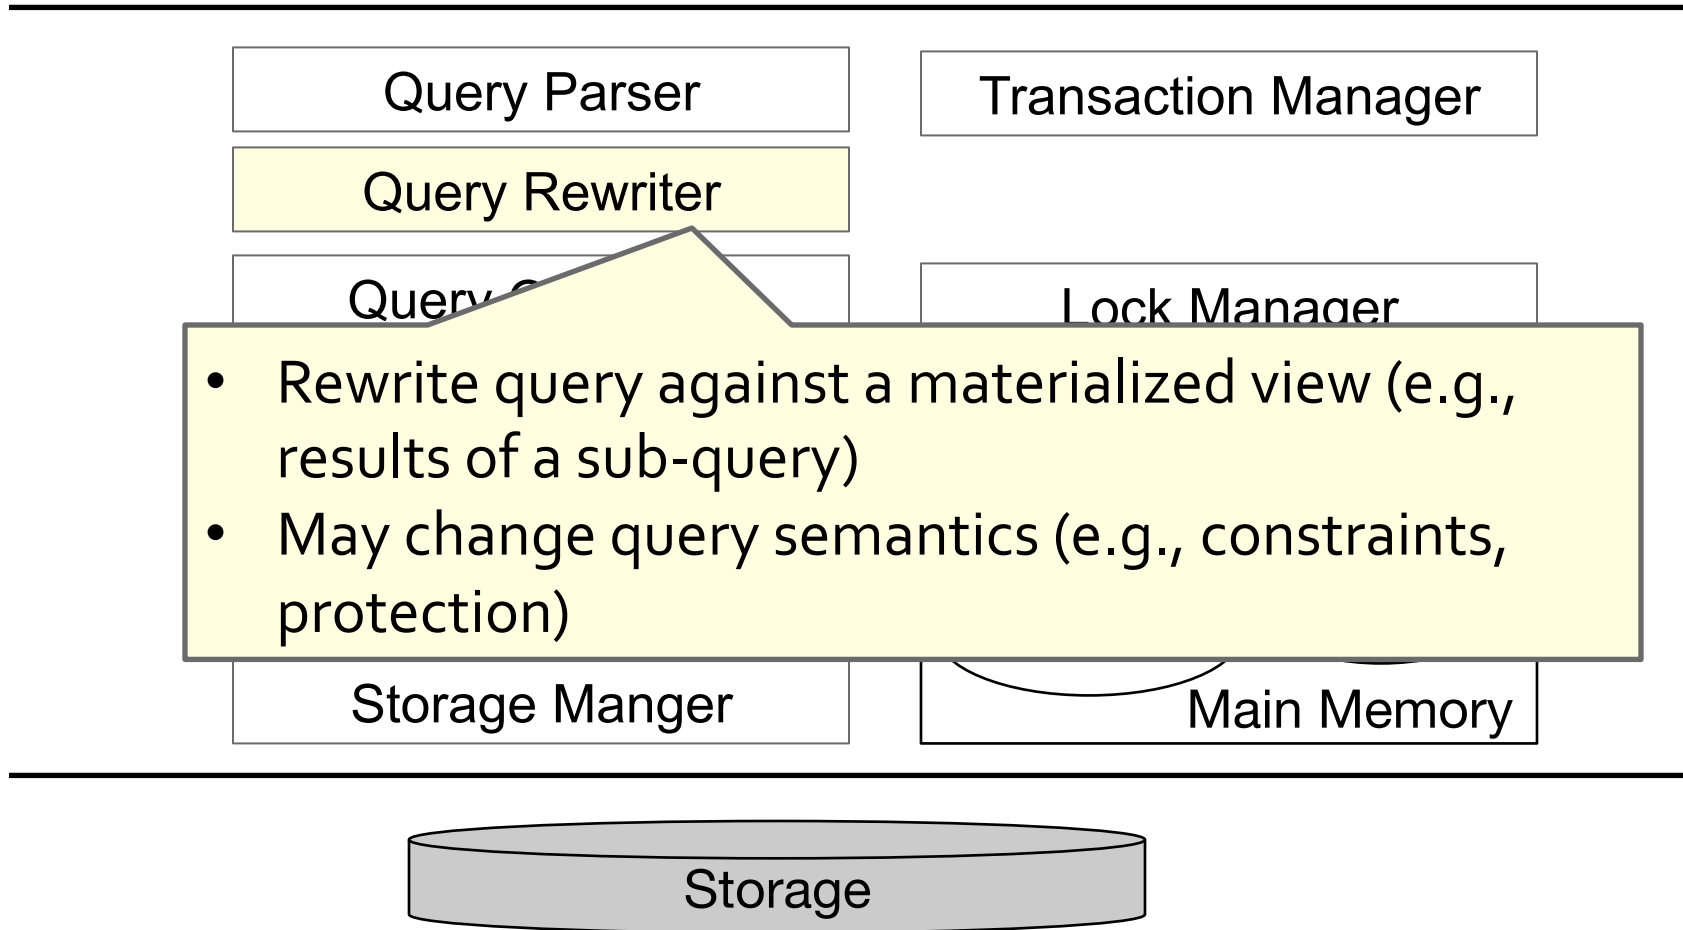 Query Parser
Transaction Manager
Query Rewriter
Query
Lock Manager
• Rewrite query against a materialized view (e.g.,
results of a sub-query)
• May change query semantics (e.g., constraints,
protection)
Storage Manger
Main Memory
Storage